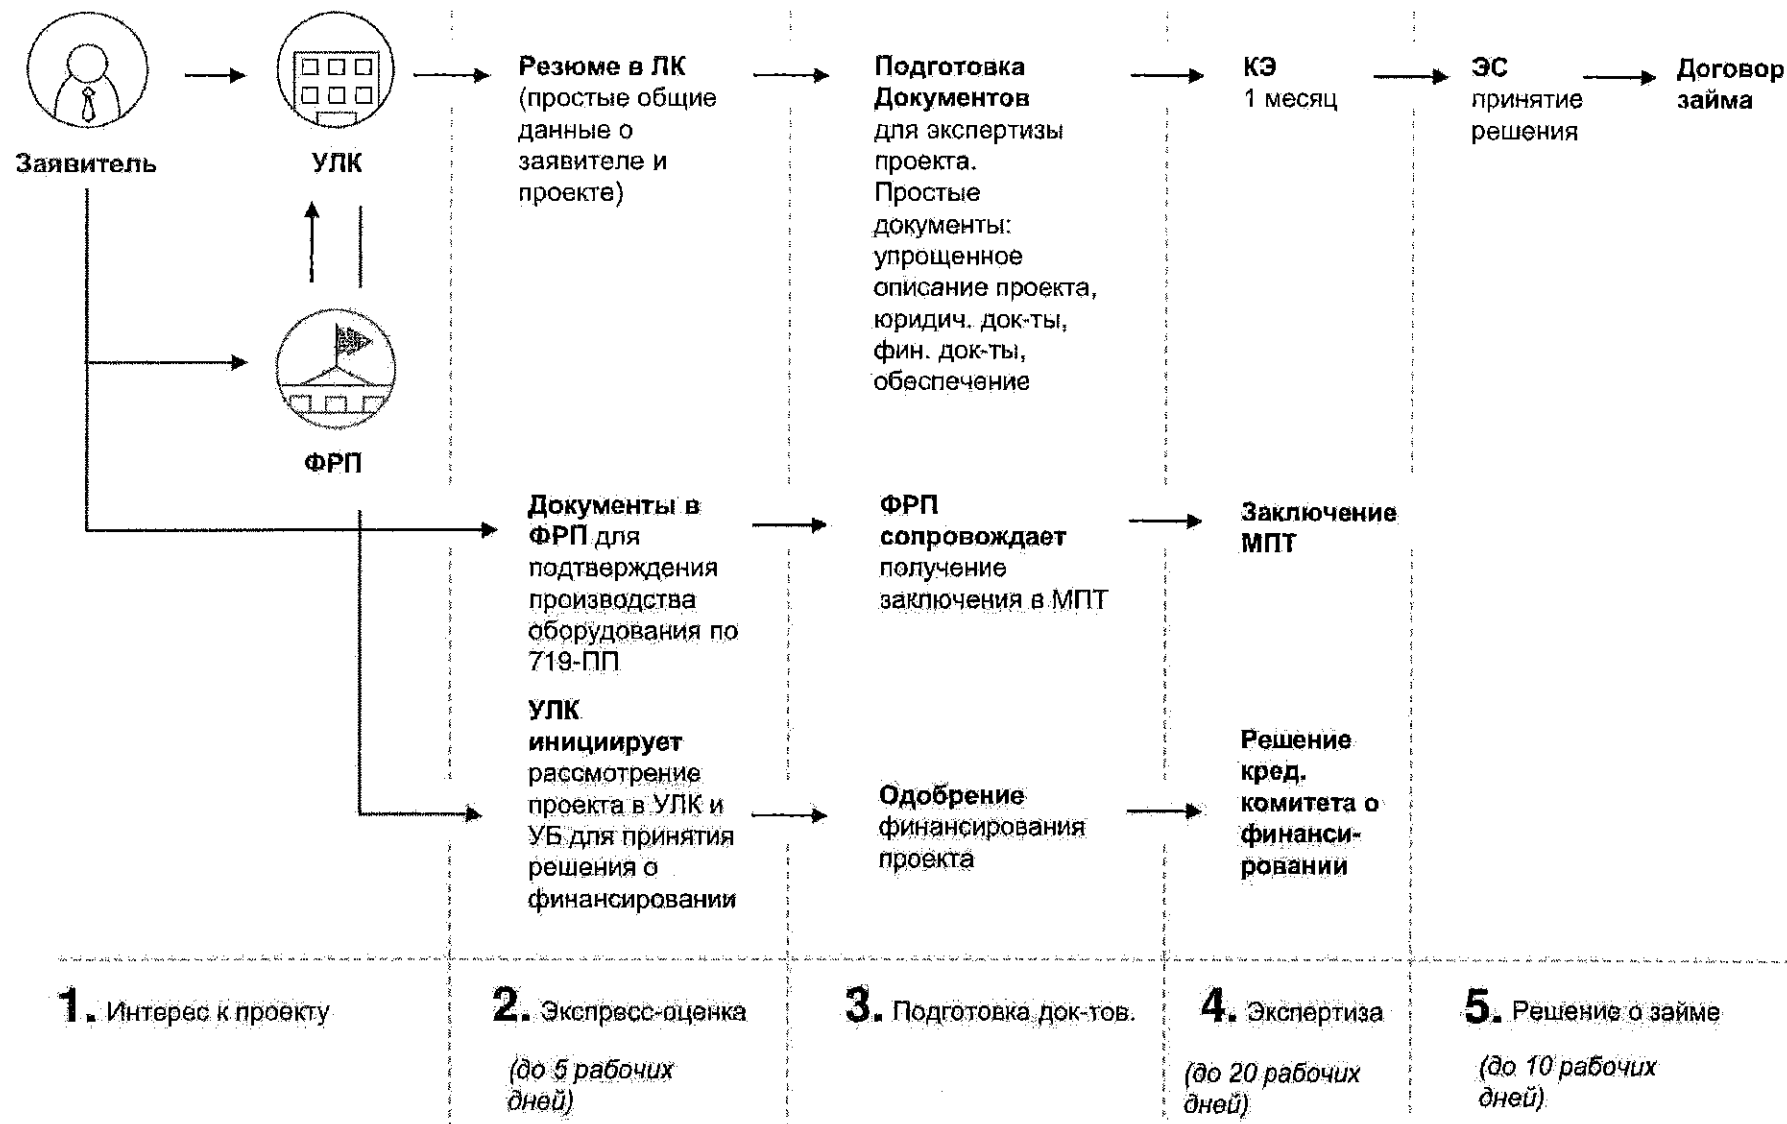 Заявитель
УЛК
ФРП
Резюме в ЛК
(простые общие
данные о
заявителе и
проекте)
Подготовка
Документов
для экспертизы
проекта.
Простые
документы:
упрощенное
описание проекта,
юридич. док-ты,
фин. док-ты,
обеспечение
КЭ
1 месяц
ЭС
принятие
решения
Договор
займа
Документы в
ФРП для
подтверждения
производства
оборудования по
719-ПП
ФРП
сопровождает
получение
заключения в МПТ
Заключение
МПТ
УЛК
инициирует
рассмотрение
проекта в УЛК и
УБ для принятия
решения о
финансировании
Одобрение
финансирования
проекта
Решение
кред.
комитета о
финанси-
ровании
1. Интерес к проекту
2. Экспресс-оценка
(до 5 рабочих
дней)
3. Подготовка док-тов.
4. Экспертиза
(до 20 рабочих
дней)
5. Решение о займе
(до 10 рабочих
дней)